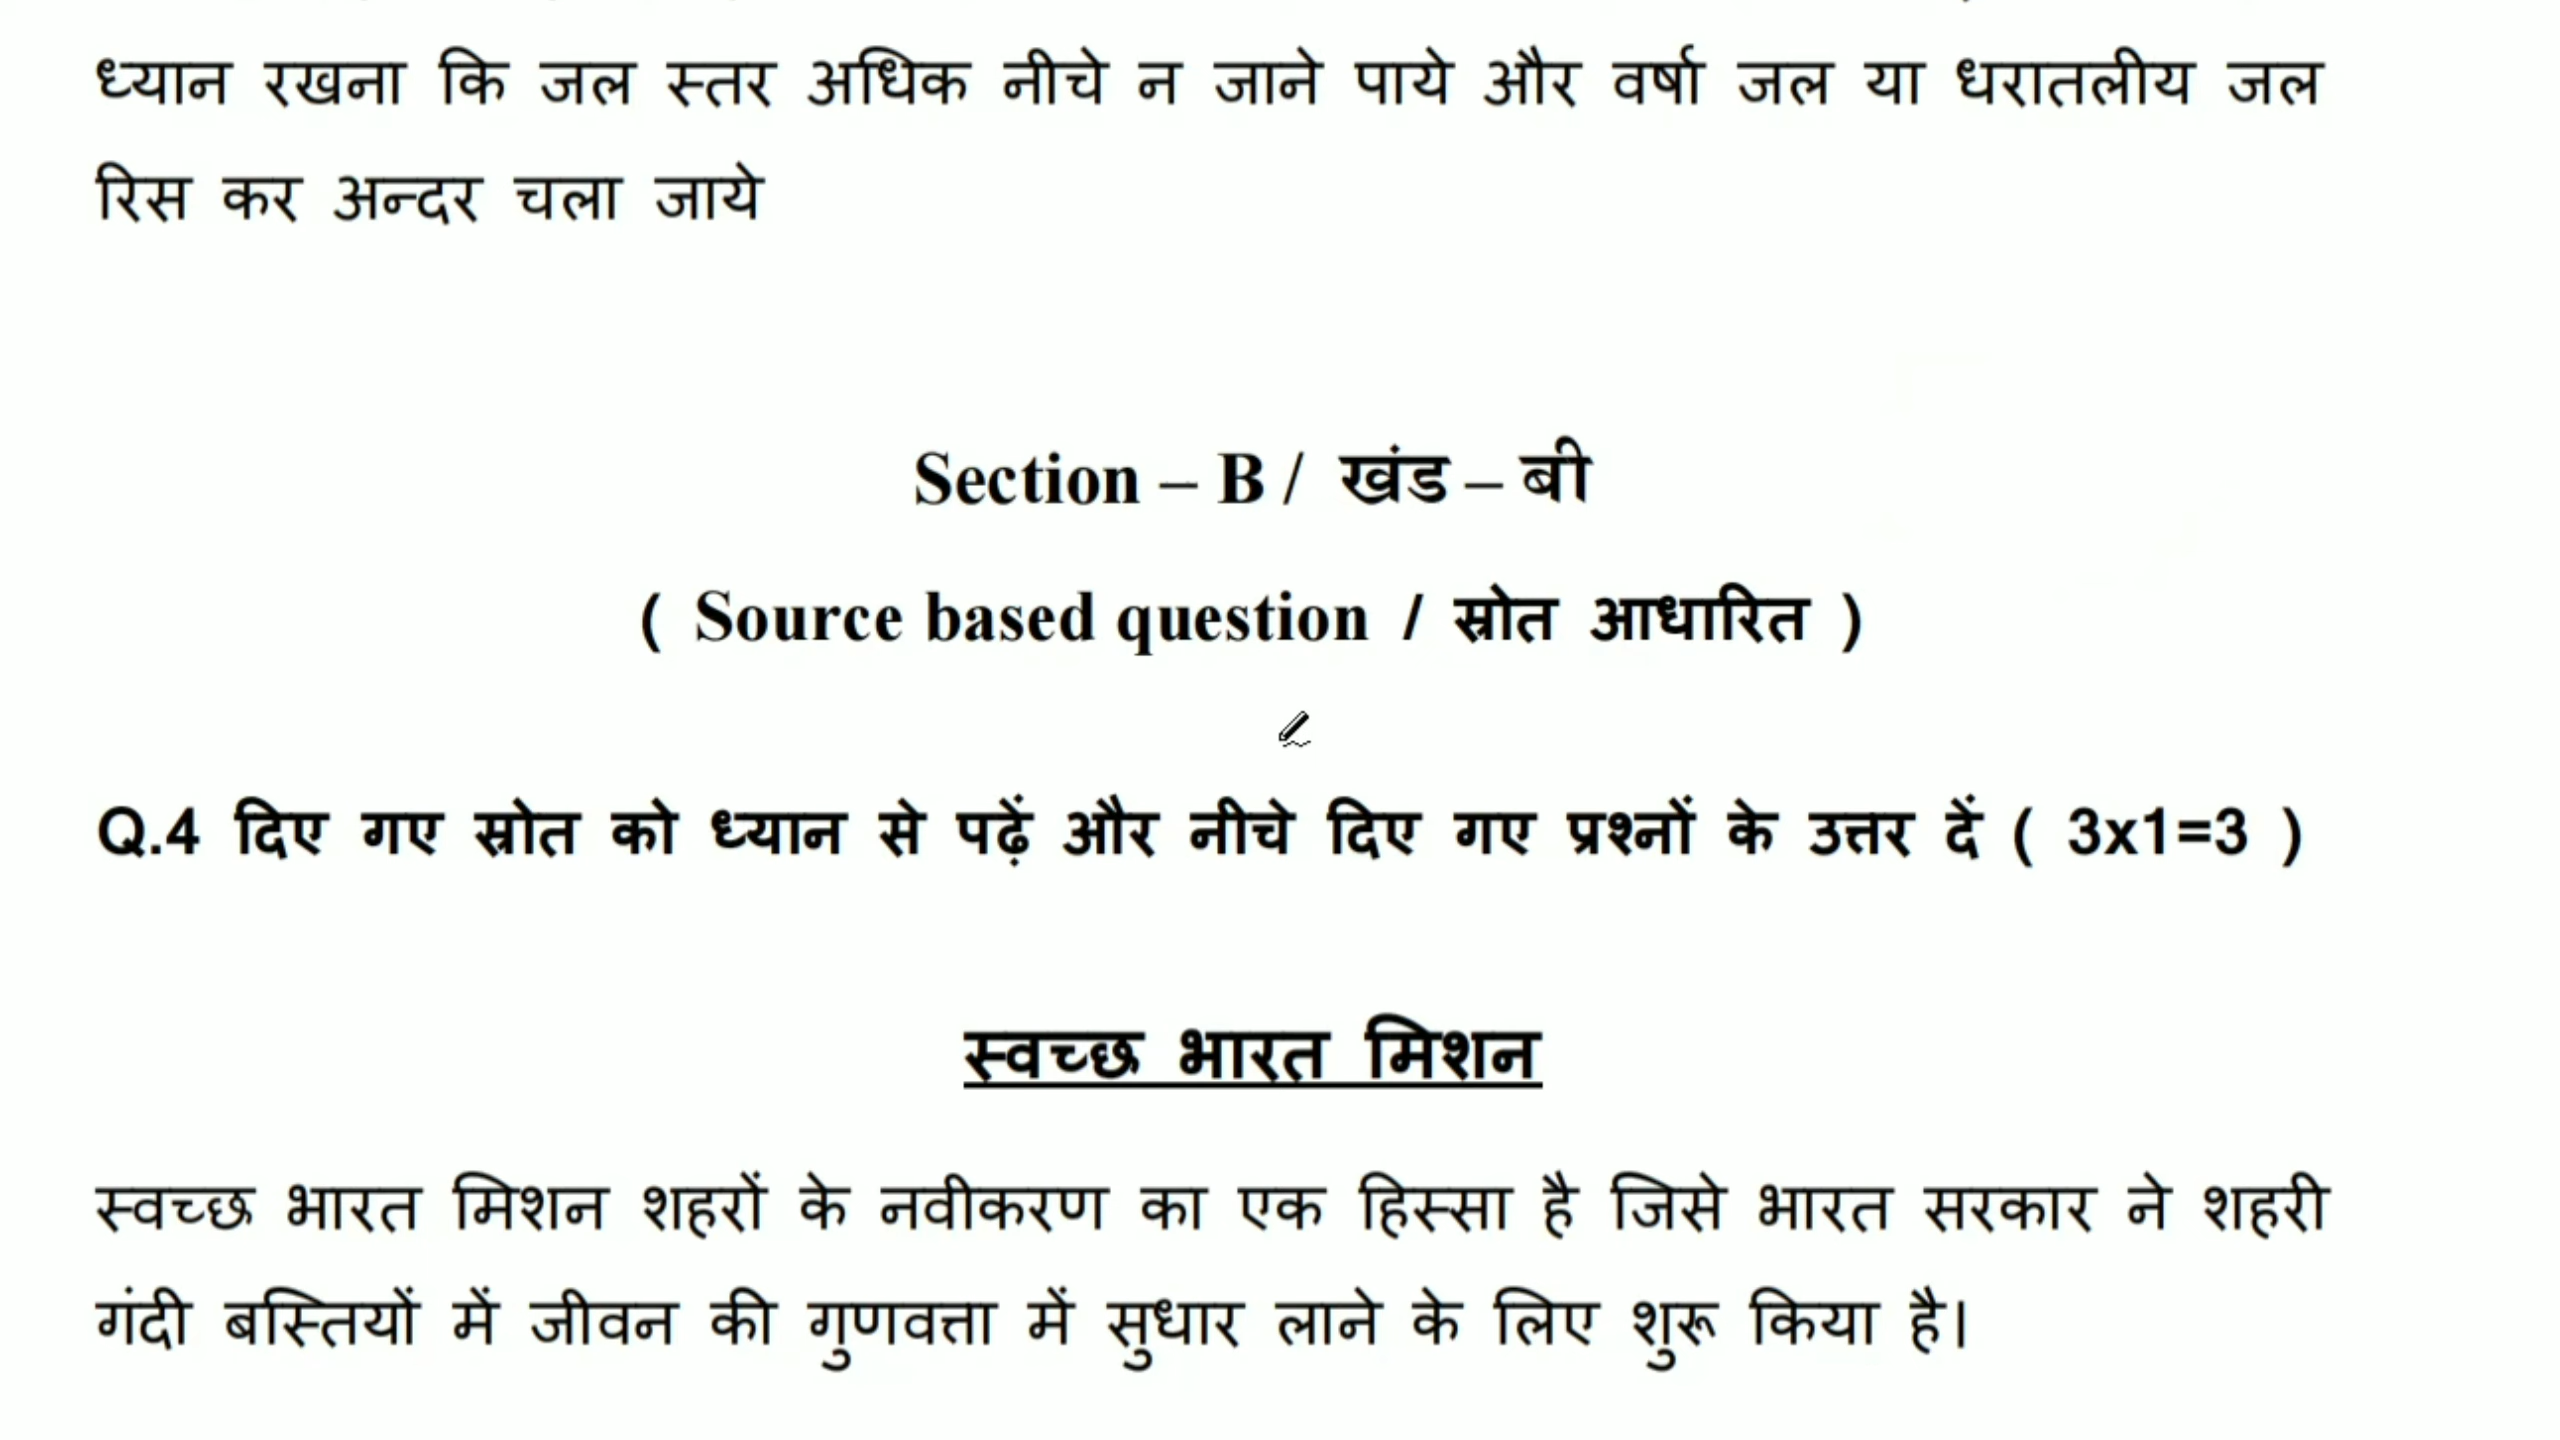 ध्यान रखना कि जल स्तर अधिक नीचे न जाने पाये और वर्षा जल या धरातलीय जल
रिस कर अन्दर चला जाये
Section – B / खंड – बी
( Source based question / स्रोत आधारित )
Q.4 दिए गए स्रोत को ध्यान से पढ़ें और नीचे दिए गए प्रश्नों के उत्तर दें ( 3x1=3 )
स्वच्छ भारत मिशन
स्वच्छ भारत मिशन शहरों के नवीकरण का एक हिस्सा है जिसे भारत सरकार ने शहरी
गंदी बस्तियों में जीवन की गुणवत्ता में सुधार लाने के लिए शुरू किया है।